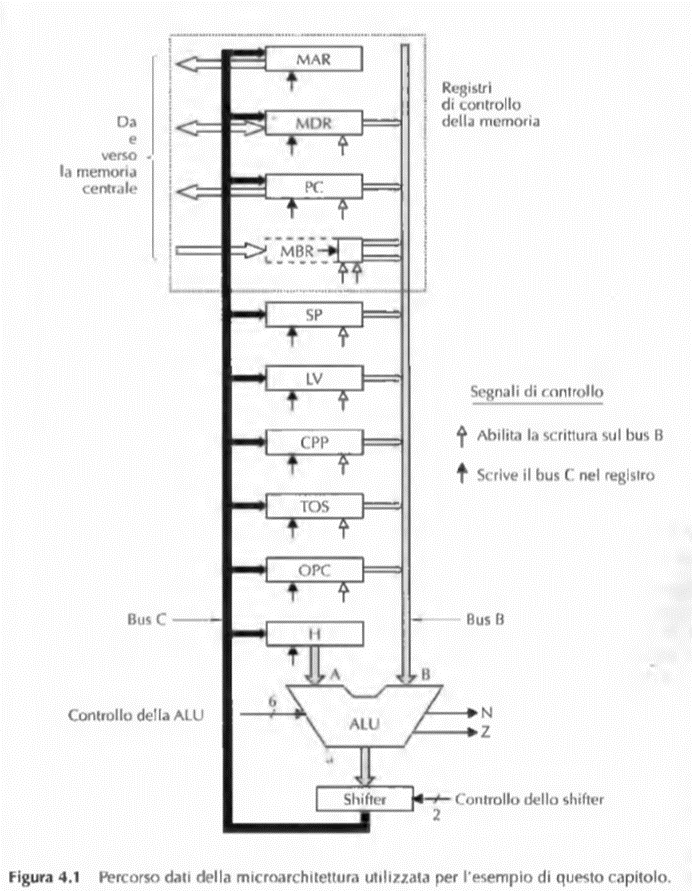 MAR
Registri
di controllo
della memoria
Da
e
verso
la memoria
centrale
MDR
PC
MBR
SP
LV
Segnali di controllo
Abilita la scrittura sul bus B
CPP
Scrive il bus C nel registro
TOS
OPC
Bus C
Bus B
H
A
B
6
Controllo della ALU
ALU
N
Z
Shifter
Controllo dello shifter
2
Figura 4.1 Percorso dati della microarchitettura utilizzata per l'esempio di questo capitolo.